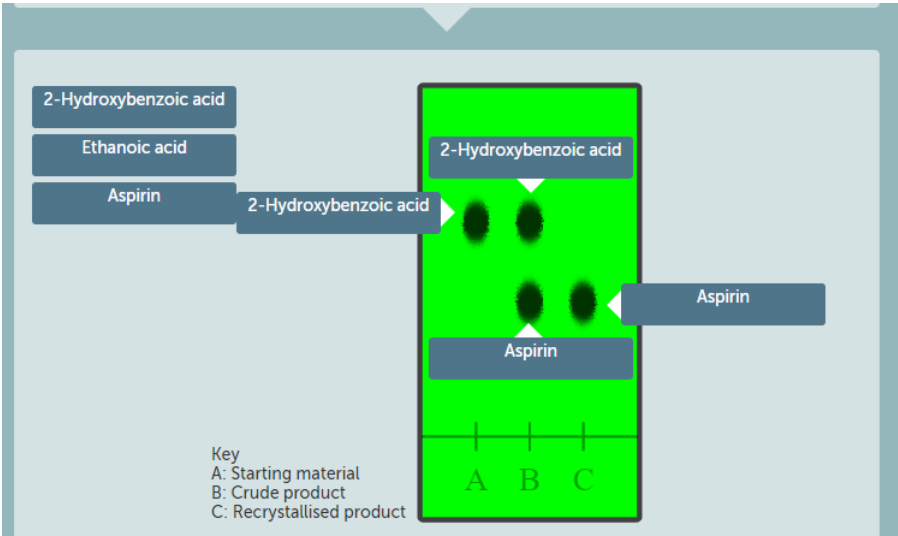 2-Hydroxybenzoic acid
Ethanoic acid
Aspirin
2-Hydroxybenzoic acid
2-Hydroxybenzoic acid
Aspirin
Aspirin
A B C
Key
A: Starting material
B: Crude product
C: Recrystallised product